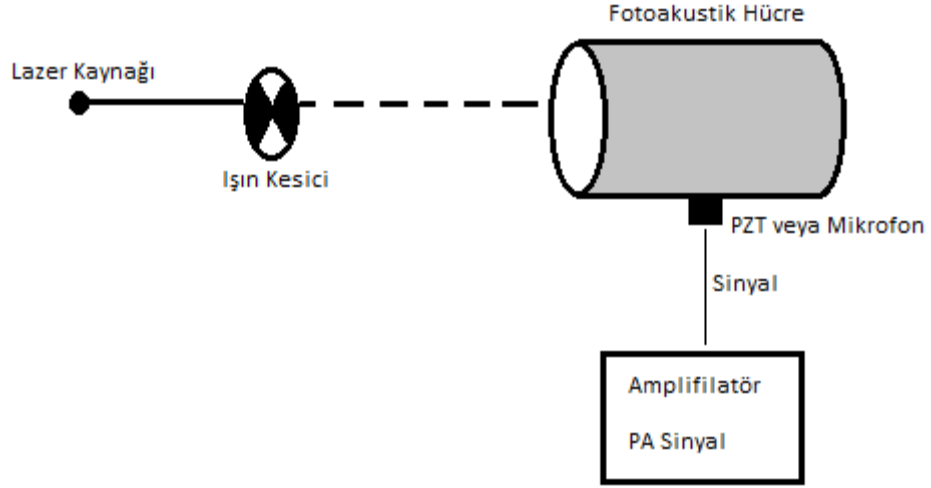 Fotoakustik Hücre
Lazer Kaynağı
Işın Kesici
PZT veya Mikrofon
Sinyal
Amplifilatör
PA Sinyal